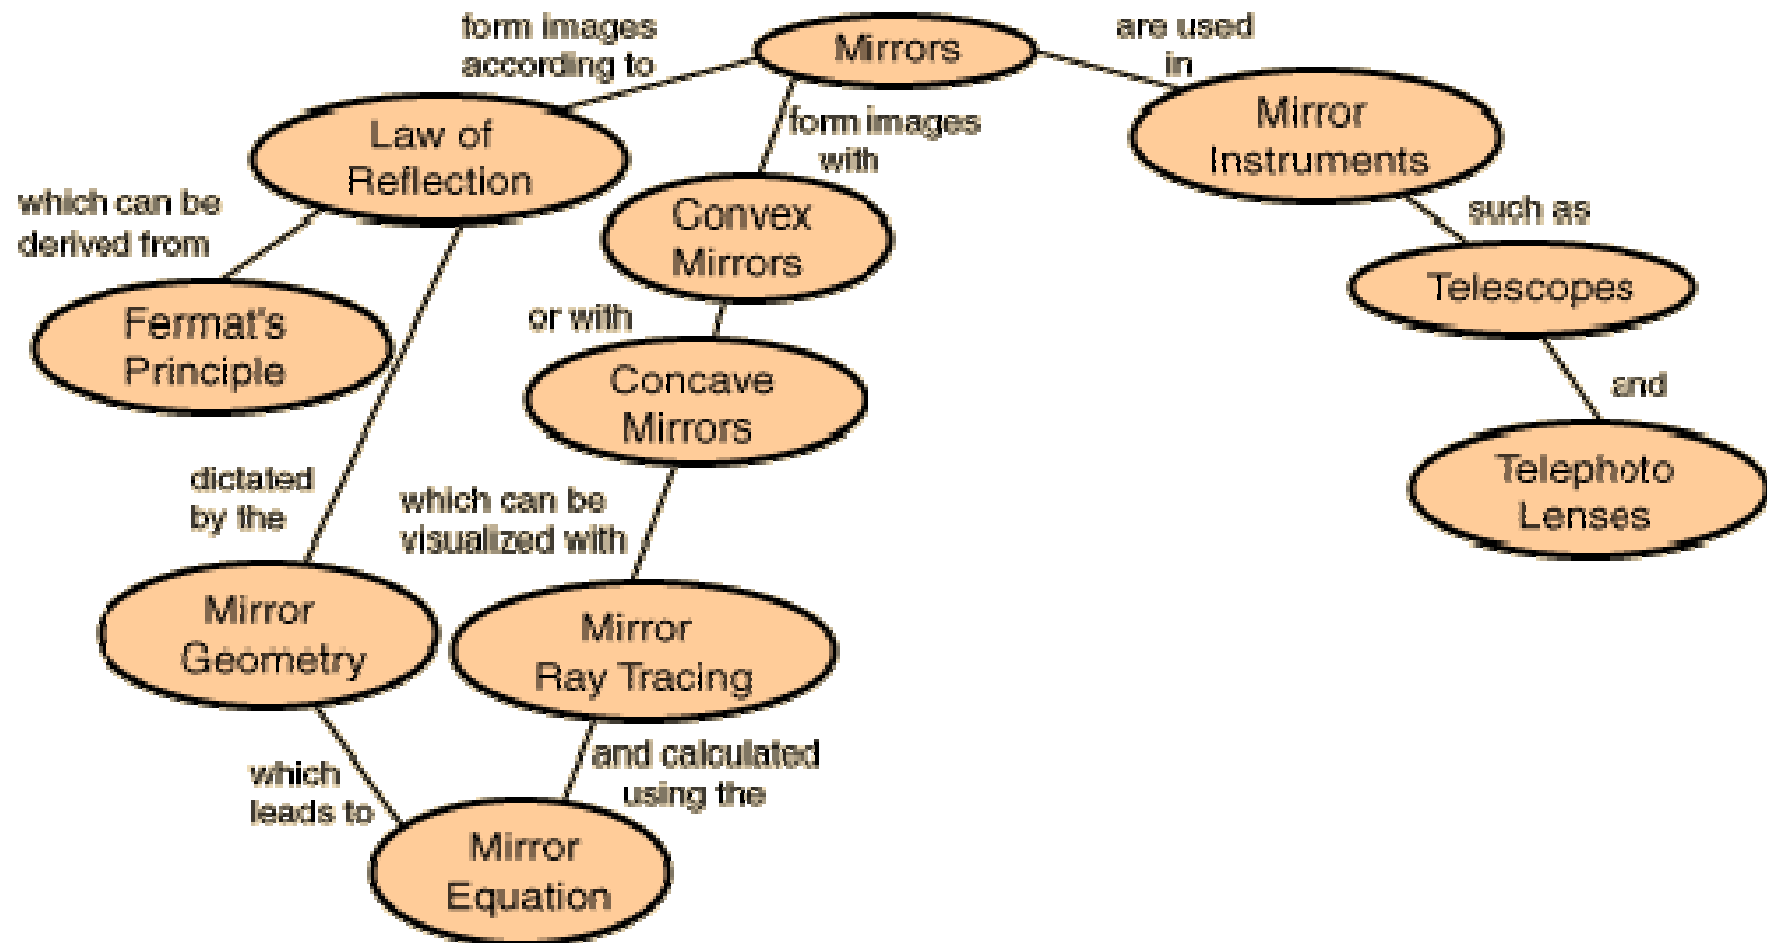 form images
according to
Mirrors
are used
in
Law of
Reflection
form images
with
Mirror
Instruments
which can be
derived from
Convex
Mirrors
such as
Telescopes
Fermat's
Principle
or with
Concave
Mirrors
and
Telephoto
Lenses
dictated
by the
which can be
visualized with
Mirror
Geometry
Mirror
Ray Tracing
which
leads to
and calculated
using the
Mirror
Equation